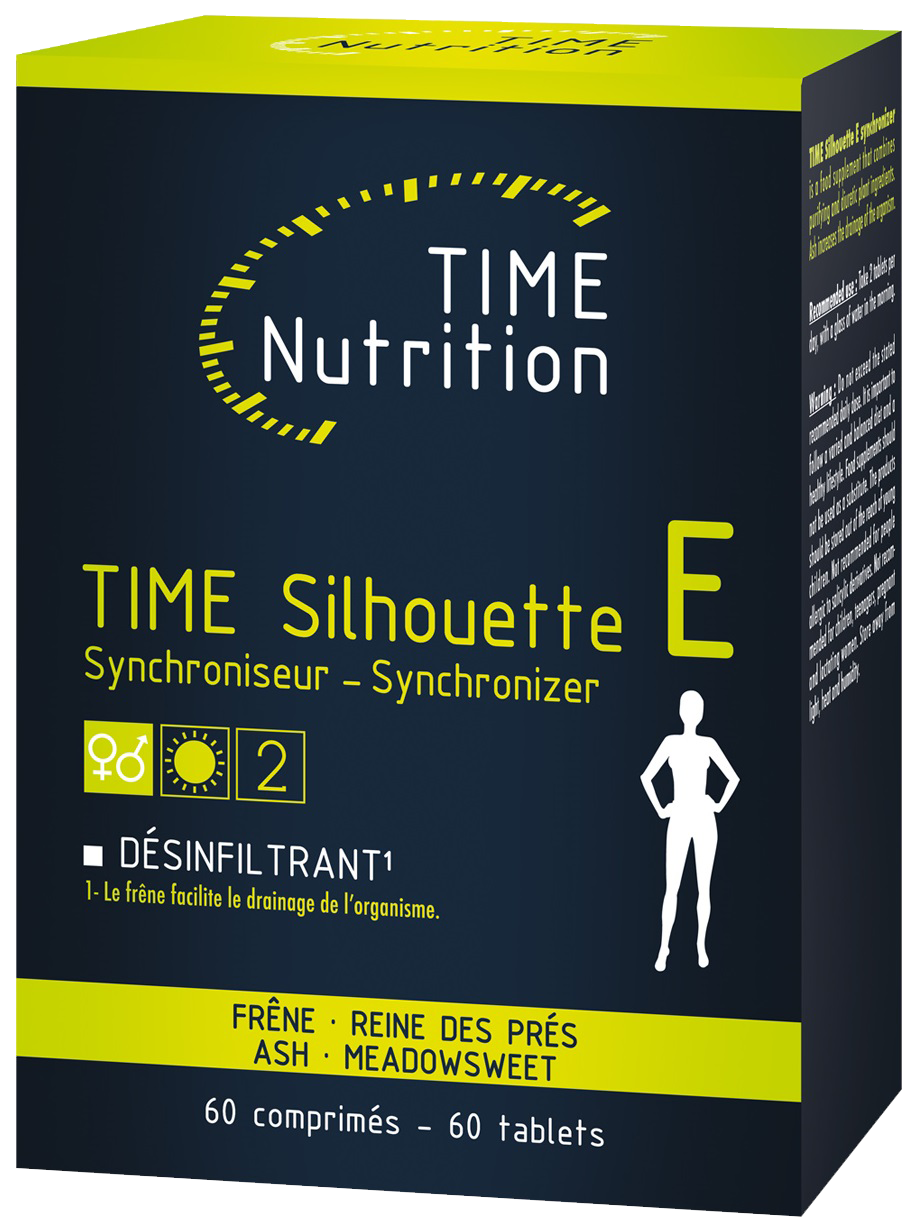 TIME
Nutrition
TIME
Nutrition
TIME Silhouette E
Synchroniseur - Synchronizer
2
DÉSINFILTRANT¹
1- Le frêne facilite le drainage de l'organisme.
FRÊNE · REINE DES PRÉS
ASH · MEADOWSWEET
60 comprimés - 60 tablets
TIME Silhouette E synchronizer
is a food supplement that combines
purifying and diuretic plant ingredients.
Ash increases the drainage of the organism.
Recommended use : Take 2 tablets per
day, with a glass of water in the morning.
Warning : Do not exceed the stated
recommended daily dose. It is important to
follow a varied and balanced diet and a
healthy lifestyle. Food supplements should
not be used as a substitute. The products
should be stored out of the reach of young
children. Not recommended for people
allergic to salicylic derivatives. Not recom-
mended for children, teenagers, pregnant
and lactating women. Store away from
light, heat and humidity.